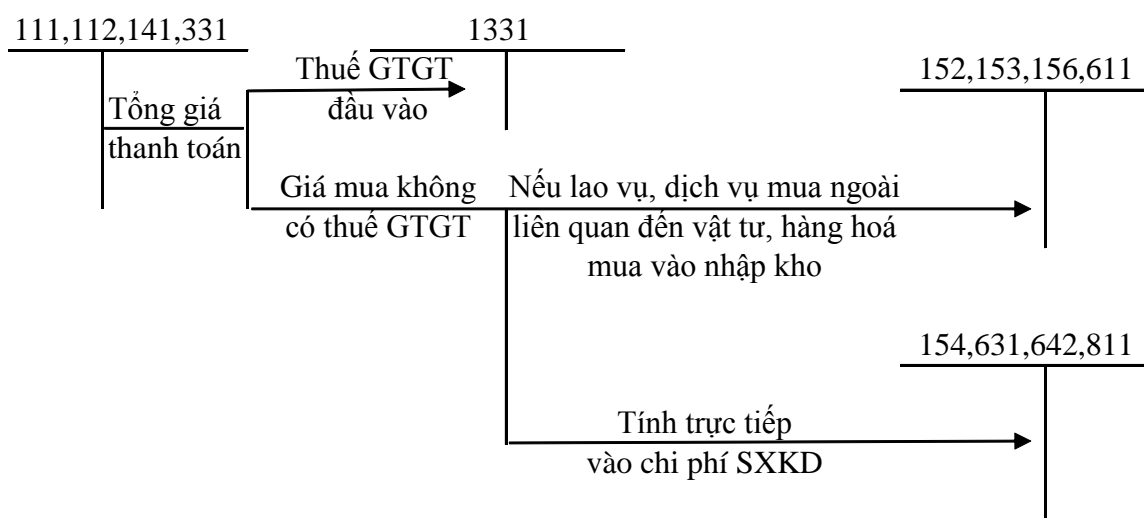 111,112,141,331
1331
Thuế GTGT
đầu vào
152,153,156,611
Tổng giá
thanh toán
Giá mua không
có thuế GTGT
Nếu lao vụ, dịch vụ mua ngoài
liên quan đến vật tư, hàng hoá
mua vào nhập kho
154,631,642,811
Tính trực tiếp
vào chi phí SXKD